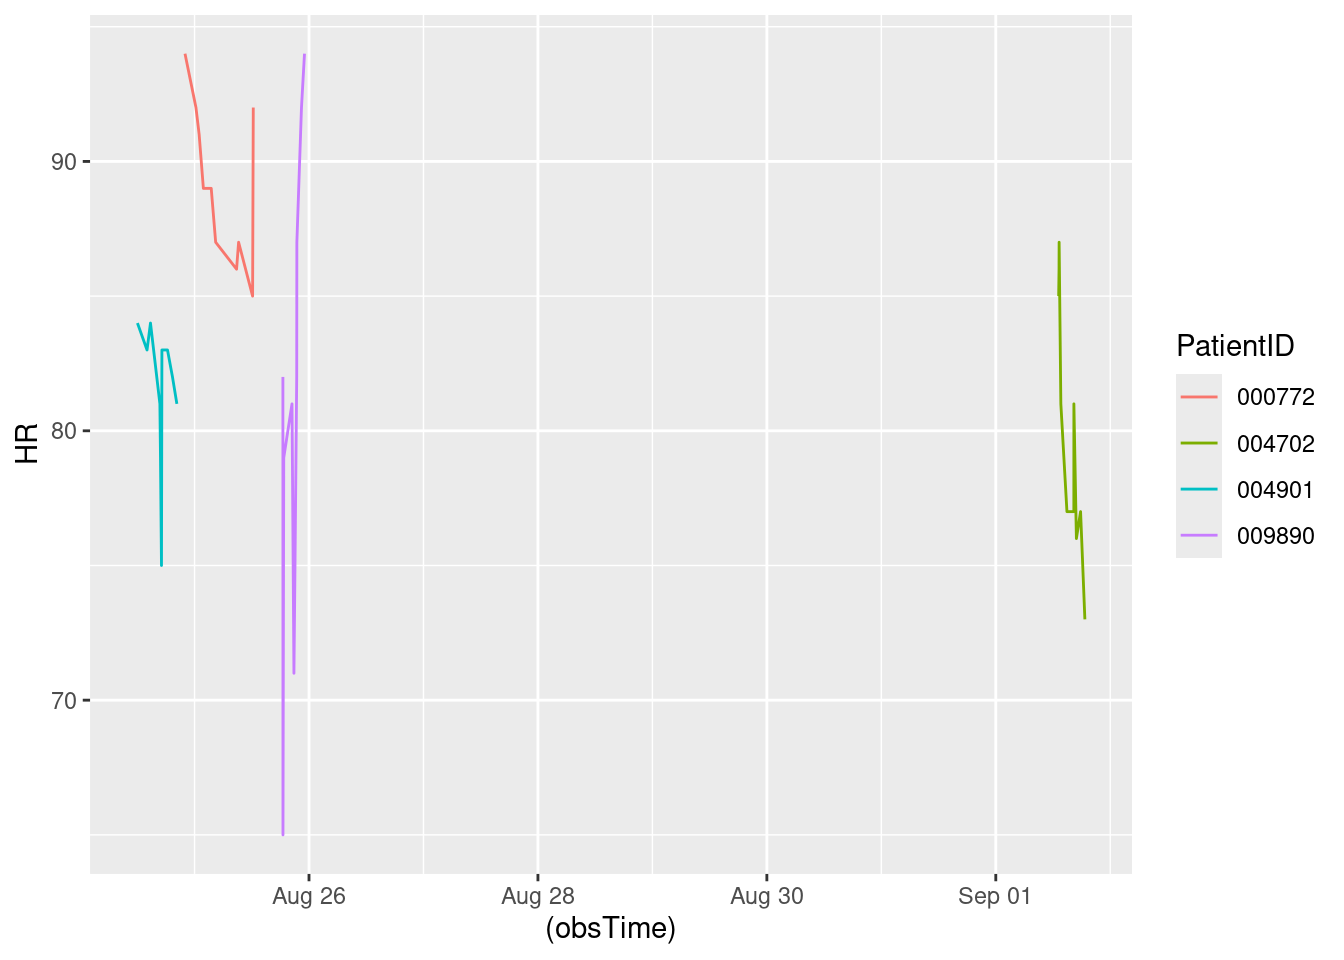 HR
90
80
70
Aug 26
Aug 28
Aug 30
Sep 01
(obsTime)
PatientID
000772
004702
004901
009890